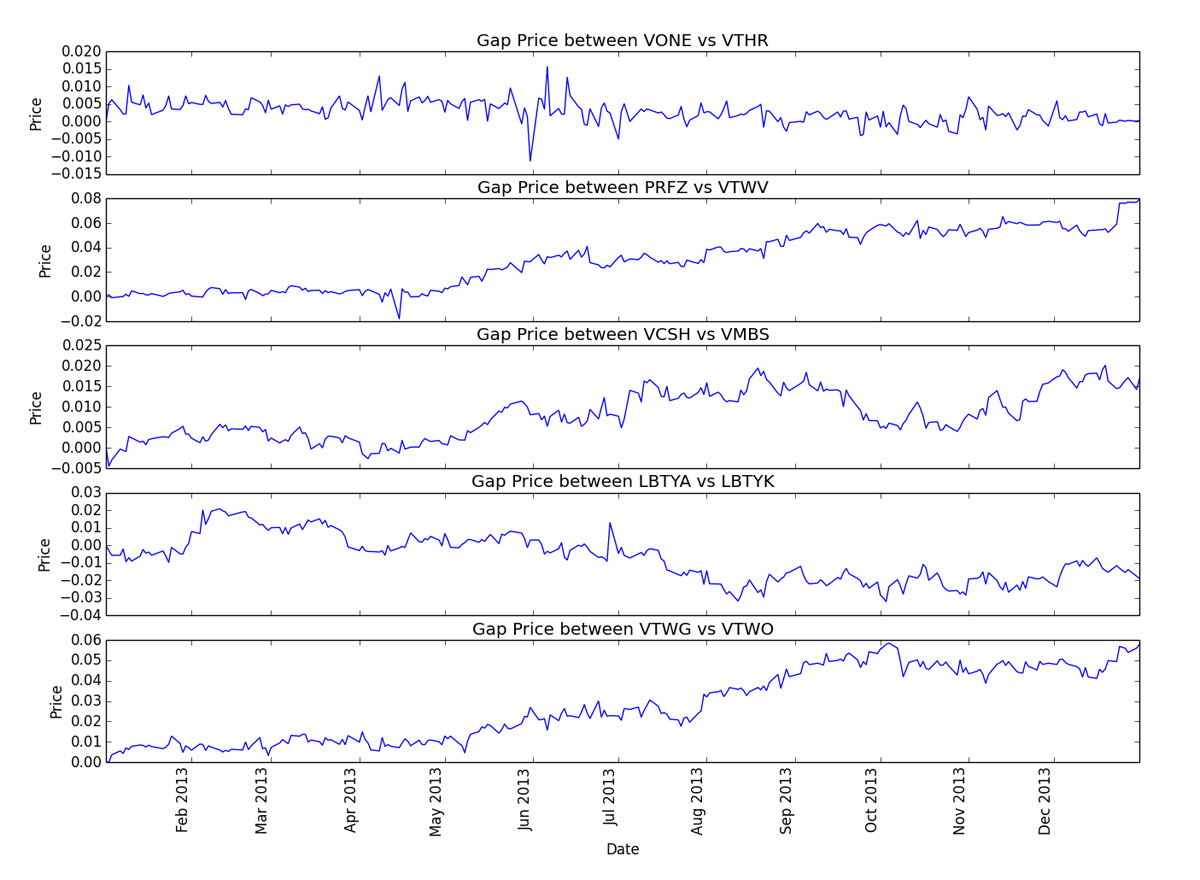 Gap Price between VONE vs VTHR
0.020
0.015
0.010
0.005
0.000
−0.005
−0.010
−0.015
Price
Gap Price between PRFZ vs VTWV
0.08
0.06
0.04
0.02
0.00
−0.02
Price
Gap Price between VCSH vs VMBS
0.025
0.020
0.015
0.010
0.005
0.000
−0.005
Price
Gap Price between LBTYA vs LBTYK
0.03
0.02
0.01
0.00
−0.01
−0.02
−0.03
−0.04
Price
Gap Price between VTWG vs VTWO
0.06
0.05
0.04
0.03
0.02
0.01
0.00
Price
Feb 2013
Mar 2013
Apr 2013
May 2013
Jun 2013
Jul 2013
Aug 2013
Sep 2013
Oct 2013
Nov 2013
Dec 2013
Date